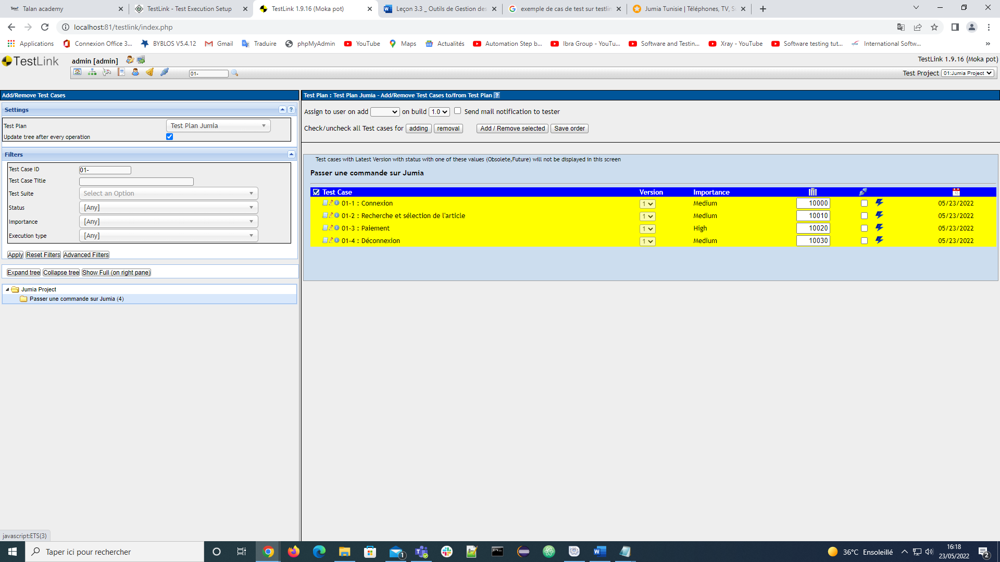 Talan academy
TestLink - Test Execution Setup
TestLink 1.9.16 (Moka pot)
Leçon 3.3 _ Outils de Gestion des
exemple de cas de test sur testlin
Jumia Tunisie | Téléphones, TV, S
localhost:81/testlink/index.php
Applications
Connexion Office 3...
BYBLOS V5.4.12
Gmail
Traduire
phpMyAdmin
YouTube
Maps
Actualités
Automation Step b...
Ibra Group - YouTu...
Software and Testin...
Xray - YouTube
Software testing tut...
International Softw...
»
TestLink
admin [admin]
TestLink 1.9.16 (Moka pot)
01-
Test Project 01:Jumia Project
Add/Remove Test Cases
Settings
Test Plan Test Plan Jumia
Update tree after every operation
Filters
Test Case ID 01-
Test Case Title
Test Suite Select an Option
Status [Any]
Importance [Any]
Execution type [Any]
Apply Reset Filters Advanced Filters
Expand tree Collapse tree Show Full (on right pane)
Jumia Project
Passer une commande sur Jumia (4)
Test Plan : Test Plan Jumia - Add/Remove Test Cases to/from Test Plan
Assign to user on add on build 1.0 Send mail notification to tester
Check/uncheck all Test cases for adding removal Add / Remove selected Save order
Test cases with Latest Version with status with one of these values (Obsolete,Future) will not be displayed in this screen
Passer une commande sur Jumia
Test Case Version Importance
01-1 : Connexion 1 Medium 10000 05/23/2022
01-2 : Recherche et sélection de l'article 1 Medium 10010 05/23/2022
01-3 : Paiement 1 High 10020 05/23/2022
01-4 : Déconnexion 1 Medium 10030 05/23/2022
javascript:ETS(3)
Taper ici pour rechercher
1
36°C Ensoleillé
16:18
23/05/2022
2